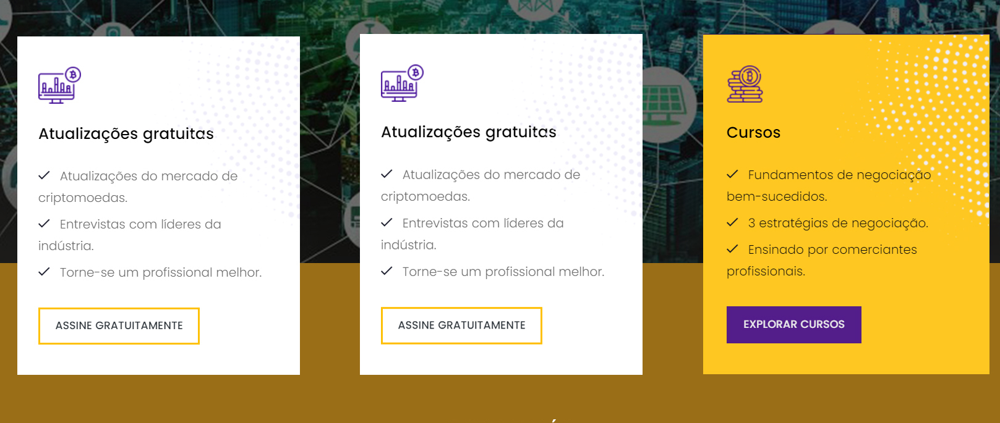 Atualizações gratuitas
Atualizações do mercado de
criptomoedas.
Entrevistas com líderes da
indústria.
Torne-se um profissional melhor.
ASSINE GRATUITAMENTE
Atualizações gratuitas
Atualizações do mercado de
criptomoedas.
Entrevistas com líderes da
indústria.
Torne-se um profissional melhor.
ASSINE GRATUITAMENTE
Cursos
Fundamentos de negociação
bem-sucedidos.
3 estratégias de negociação.
Ensinado por comerciantes
profissionais.
EXPLORAR CURSOS